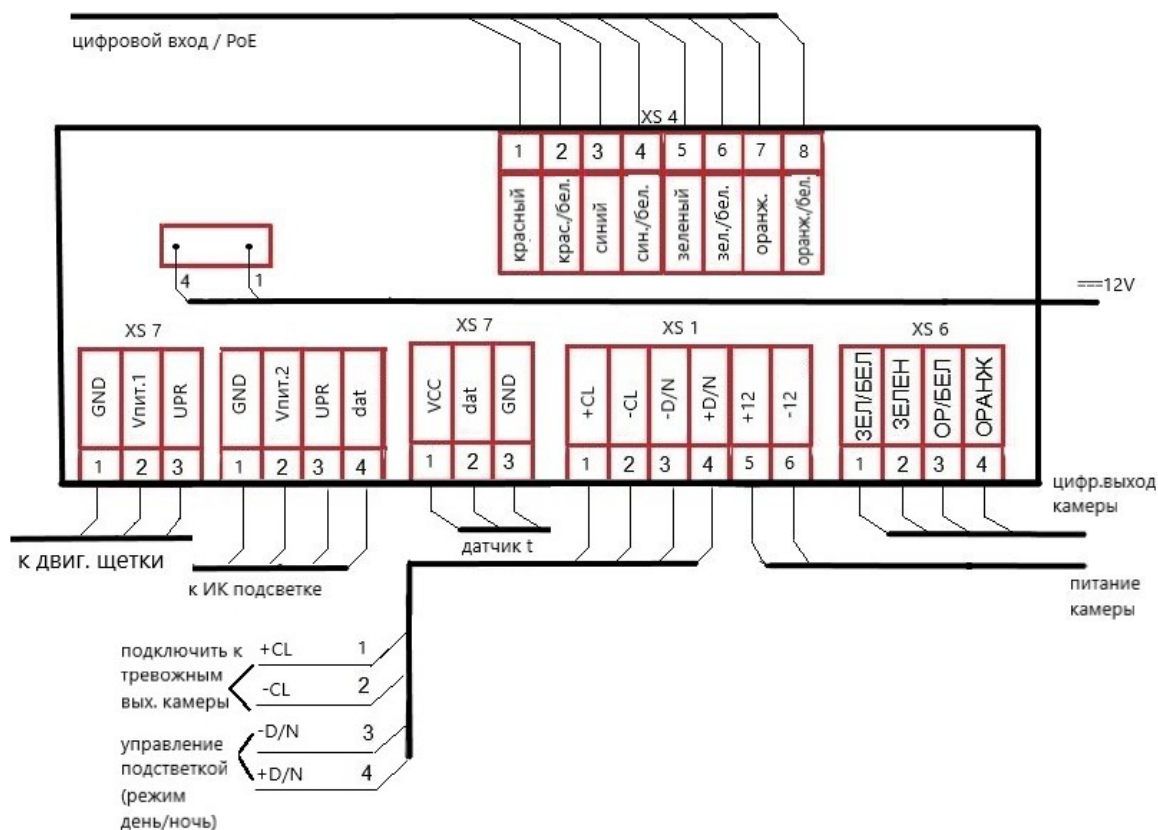 цифровой вход / PoE
XS 4
1 2 3 4 5 6 7 8
красный крас./бел. синий син./бел. зеленый зел./бел. оранж. оранж./бел.
4 1
===12V
XS 7 XS 7 XS 1 XS 6
GND Vпит.1 UPR GND Vпит.2 UPR dat VCC dat GND +CL -CL -D/N +D/N +12 -12 ЗЕЛ/БЕЛ ЗЕЛЕН ОР/БЕЛ ОРАНЖ
1 2 3 1 2 3 4 1 2 3 1 2 3 4 5 6 1 2 3 4
цифр.выход
камеры
к двиг. щетки
датчик t
к ИК подсветке
питание
камеры
подключить к
тревожным
вых. камеры
+CL 1
-CL 2
управление
подстветкой
(режим
день/ночь)
-D/N 3
+D/N 4